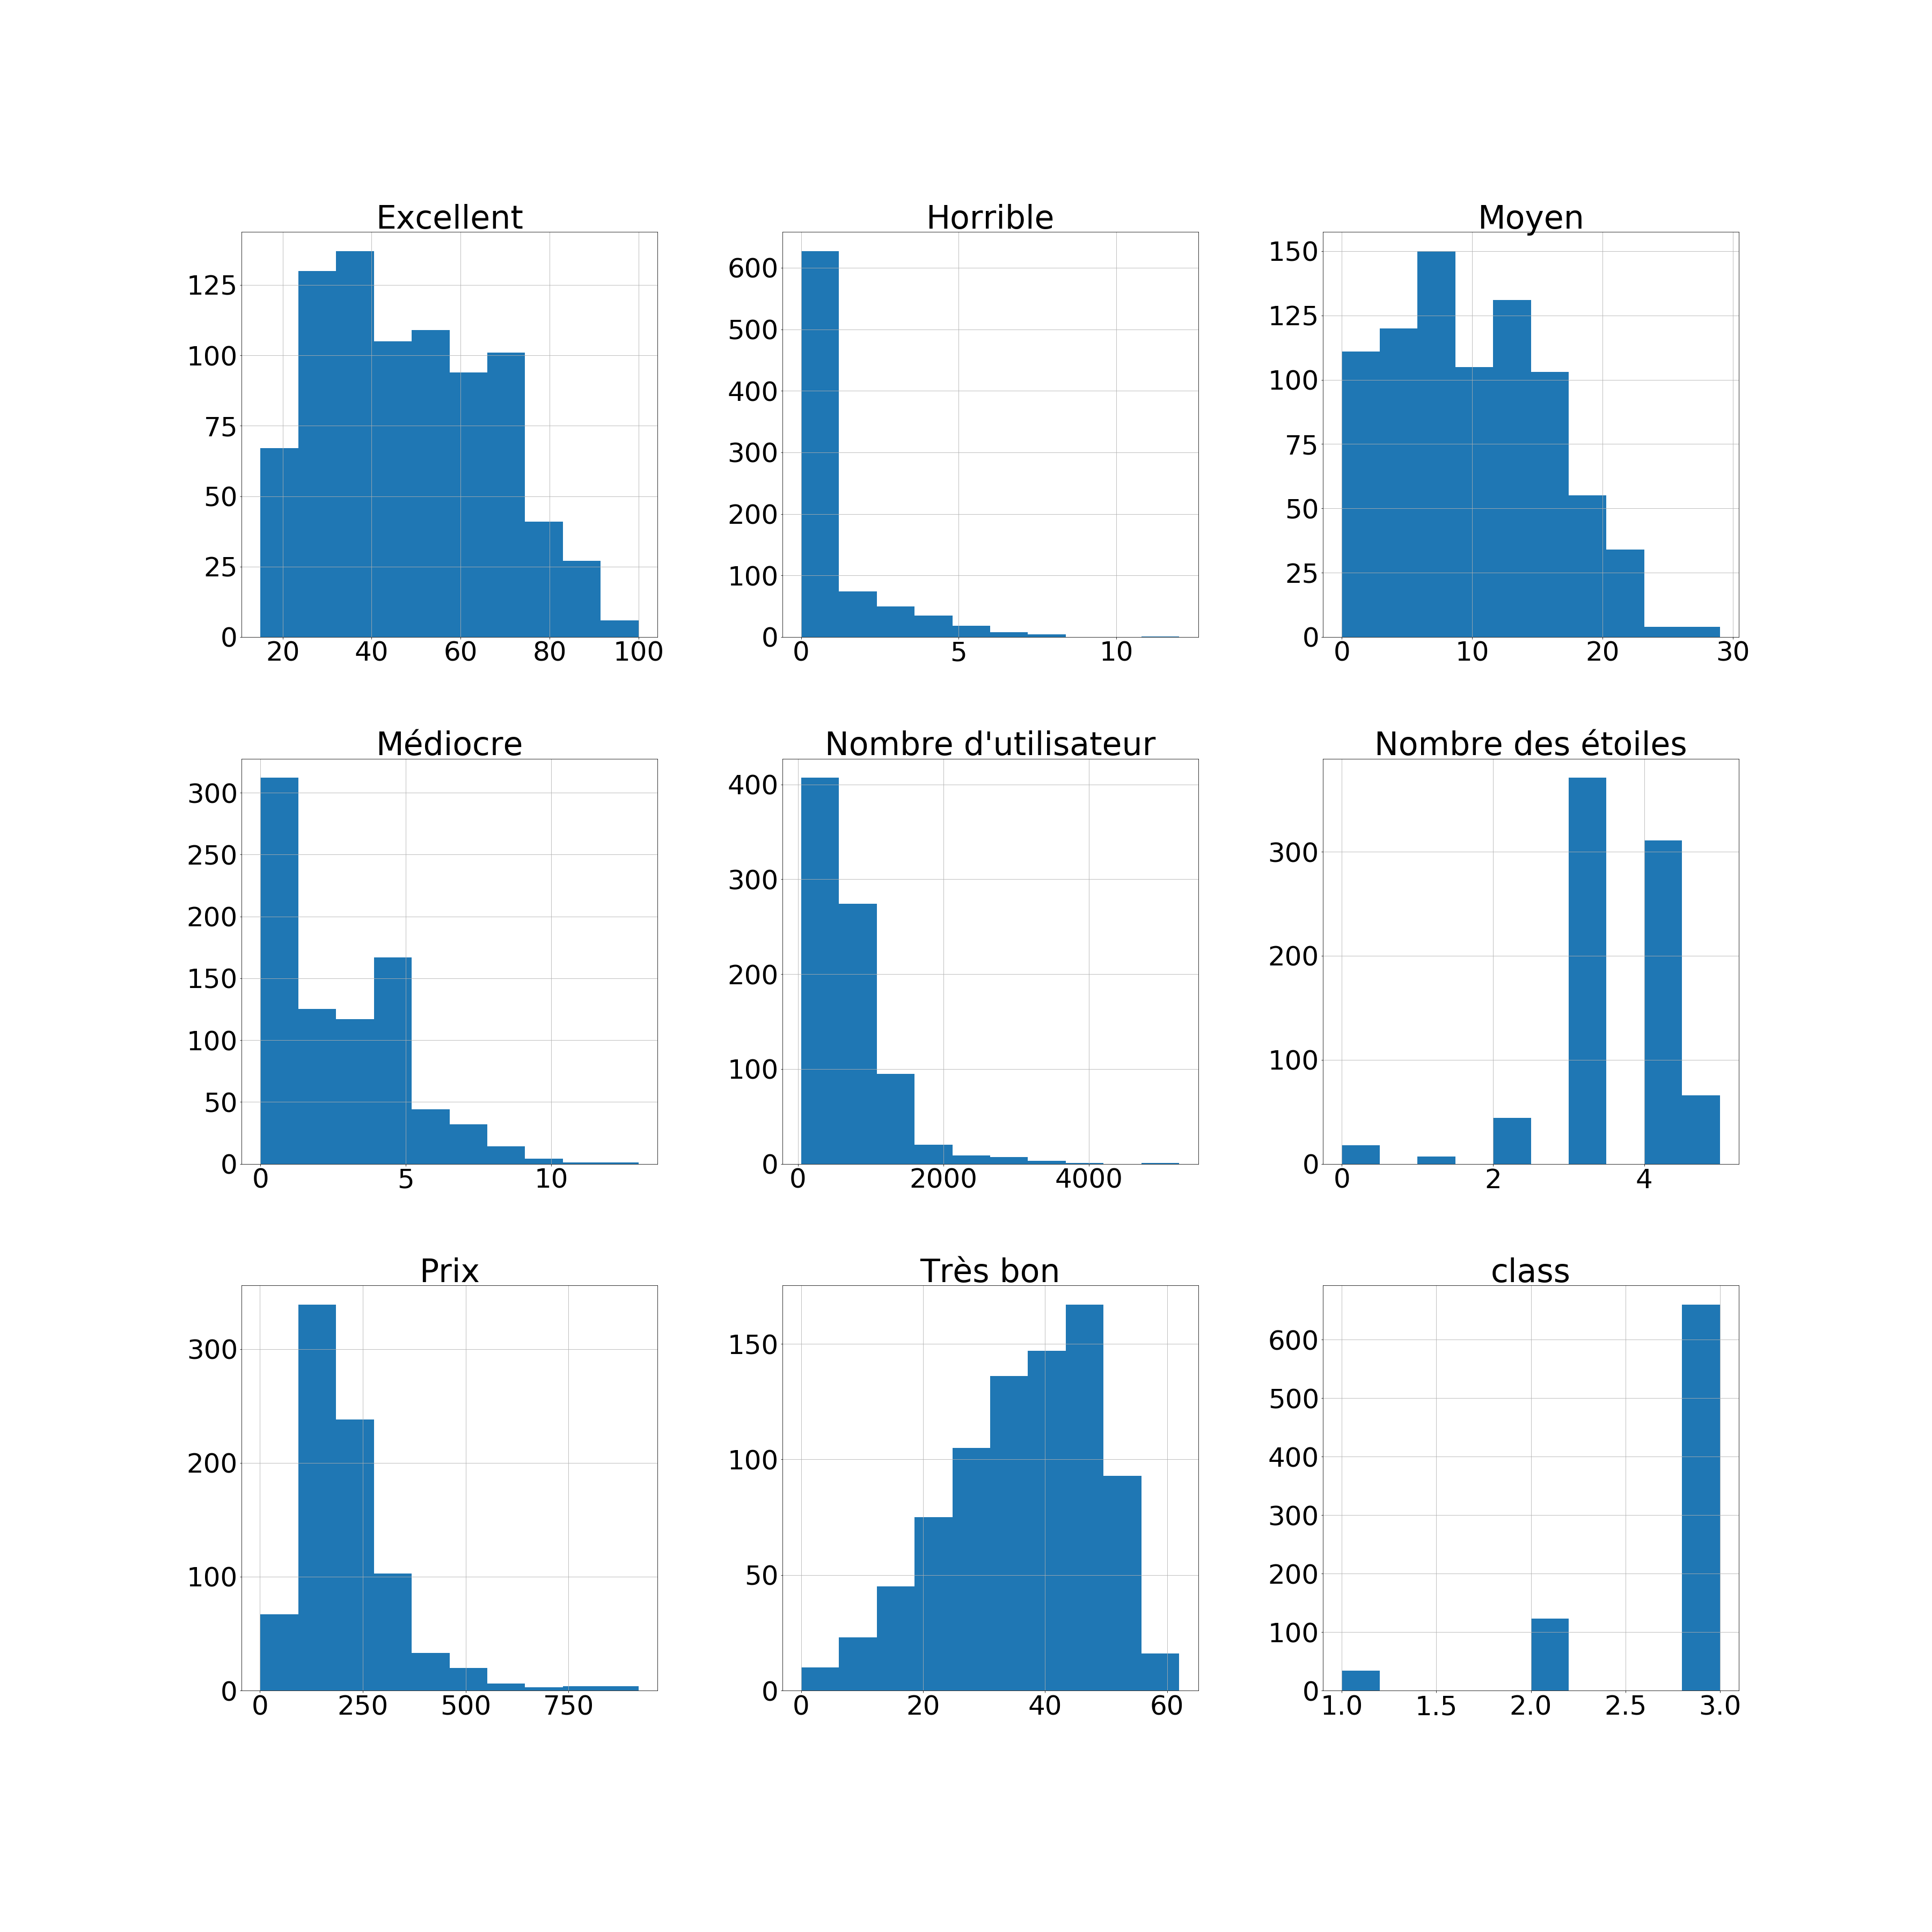 Excellent
125
100
75
50
25
0
20 40 60 80 100
Horrible
600
500
400
300
200
100
0
0 5 10
Moyen
150
125
100
75
50
25
0
0 10 20 30
Médiocre
300
250
200
150
100
50
0
0 5 10
Nombre d'utilisateur
400
300
200
100
0
0 2000 4000
Nombre des étoiles
300
200
100
0
0 2 4
Prix
300
200
100
0
0 250 500 750
Très bon
150
100
50
0
0 20 40 60
class
600
500
400
300
200
100
0
1.0 1.5 2.0 2.5 3.0